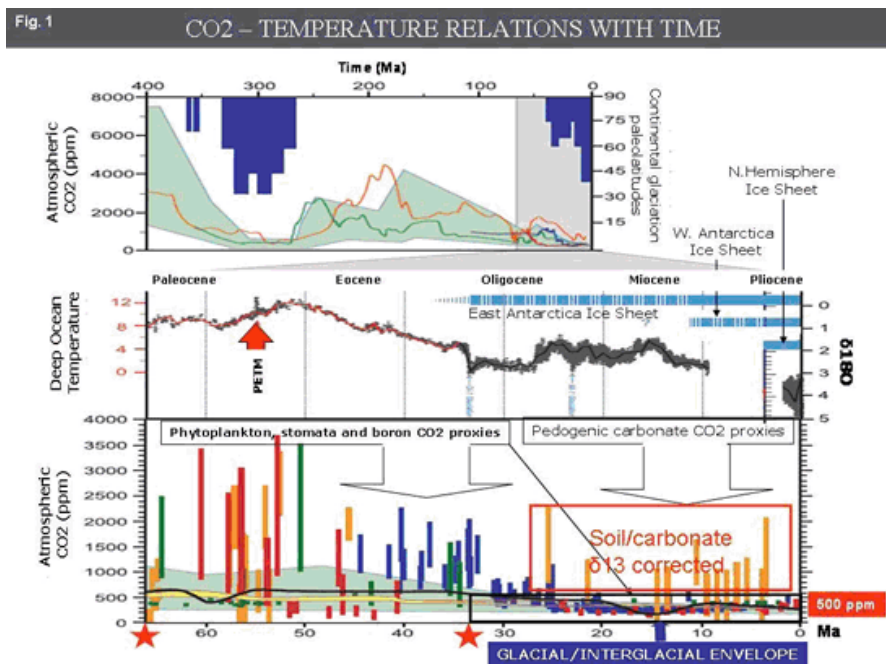 Fig. 1
CO2 – TEMPERATURE RELATIONS WITH TIME
Time (Ma)
400 300 200 100 0
8000
6000
4000
2000
0
Atmospheric
CO2 (ppm)
90
75
60
45
30
15
Continental glaciation
paleolatitudes
N.Hemisphere
Ice Sheet
W. Antarctica
Ice Sheet
Paleocene Eocene Oligocene Miocene Pliocene
Deep Ocean
Temperature
12
8
4
0
PETM
East Antarctica Ice Sheet
0
1
2
3
4
5
δ18O
4000
3500
3000
2500
2000
1500
1000
500
0
Atmospheric
CO2 (ppm)
Phytoplankton, stomata and boron CO2 proxies
Pedogenic carbonate CO2 proxies
Soil/carbonate
δ13 corrected
500 ppm
60 50 40 30 20 10 0 Ma
GLACIAL/INTERGLACIAL ENVELOPE